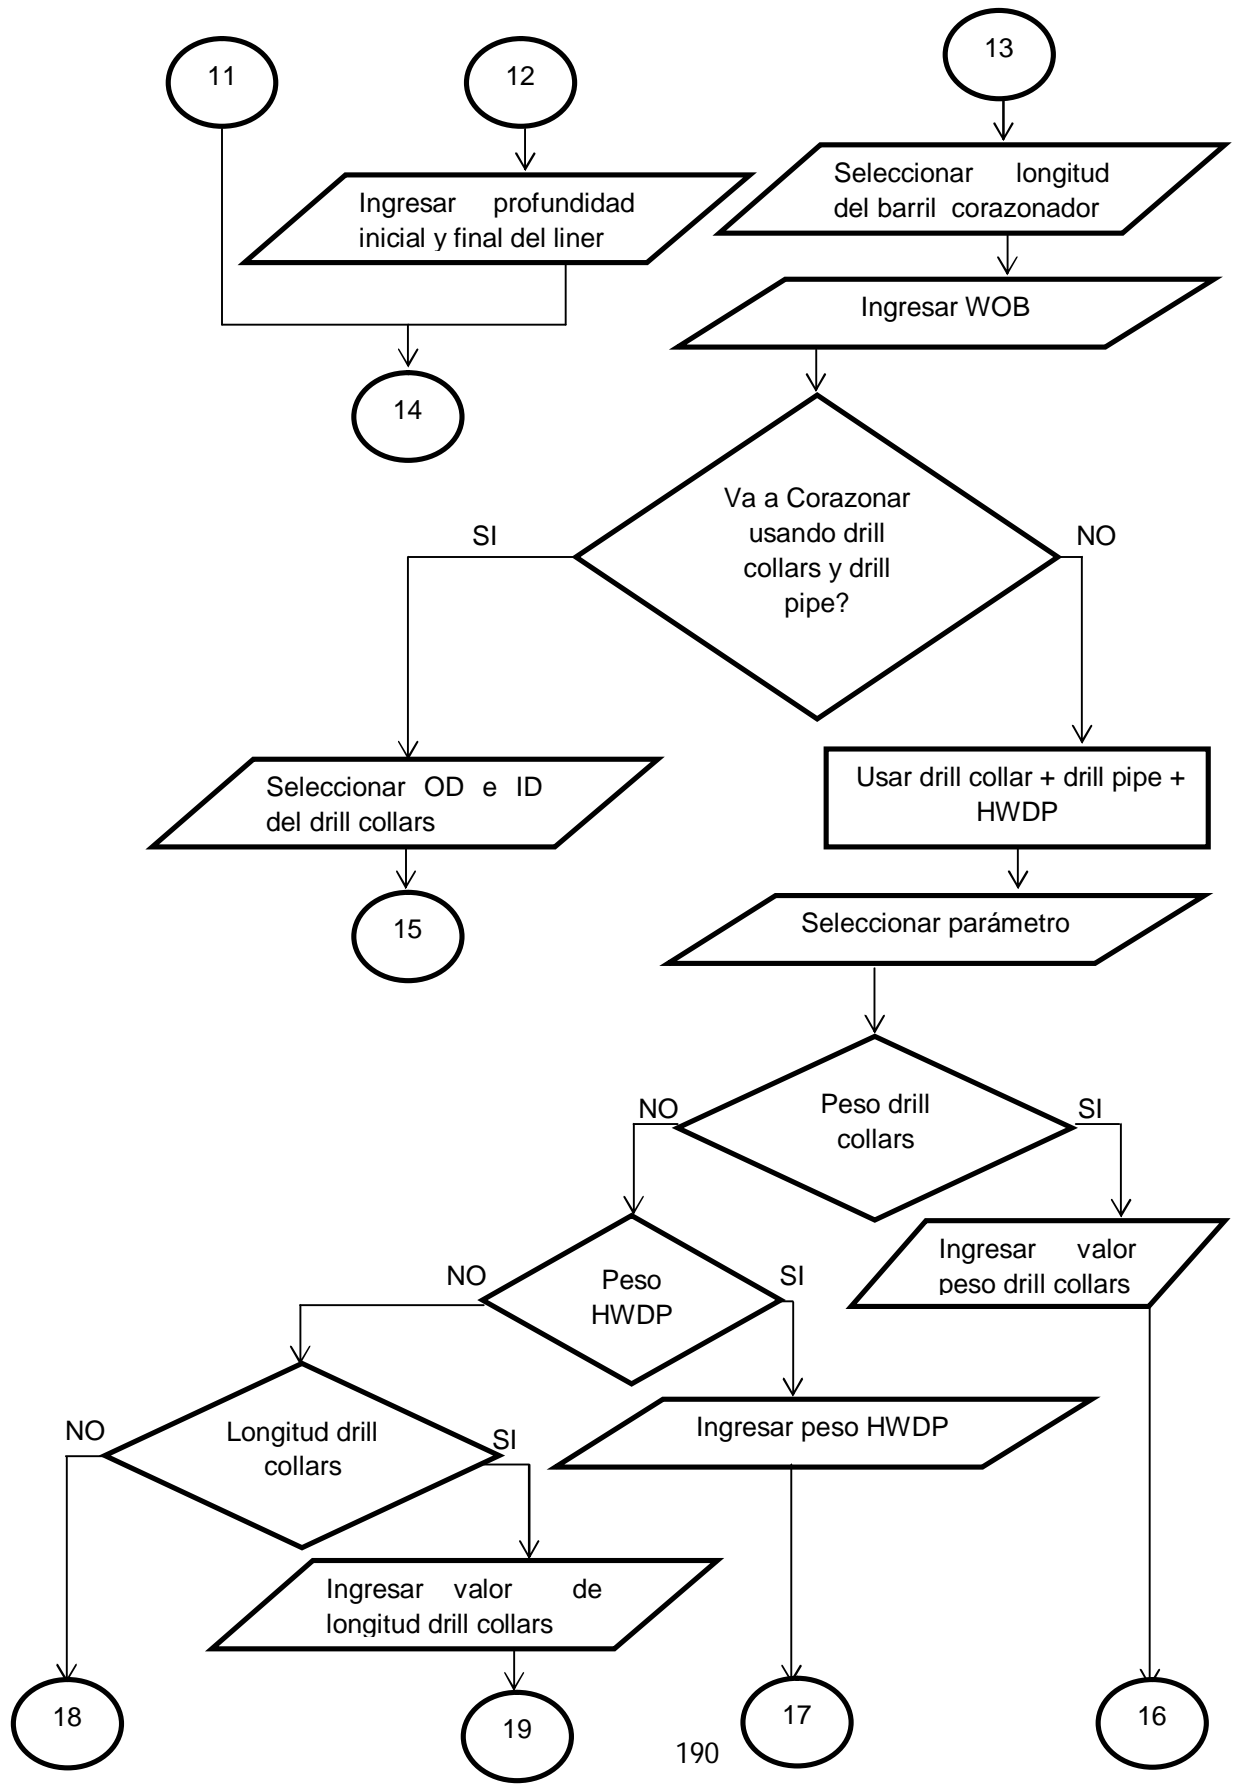 11
12
13
Ingresar profundidad
inicial y final del liner
Seleccionar longitud
del barril corazonador
Ingresar WOB
14
Va a Corazonar
usando drill
collars y drill
pipe?
SI
NO
Seleccionar OD e ID
del drill collars
Usar drill collar + drill pipe +
HWDP
15
Seleccionar parámetro
Peso drill
collars
NO
SI
Ingresar valor
peso drill collars
Peso
HWDP
NO
SI
Ingresar peso HWDP
Longitud drill
collars
NO
SI
Ingresar valor de
longitud drill collars
18
19
17
16
190